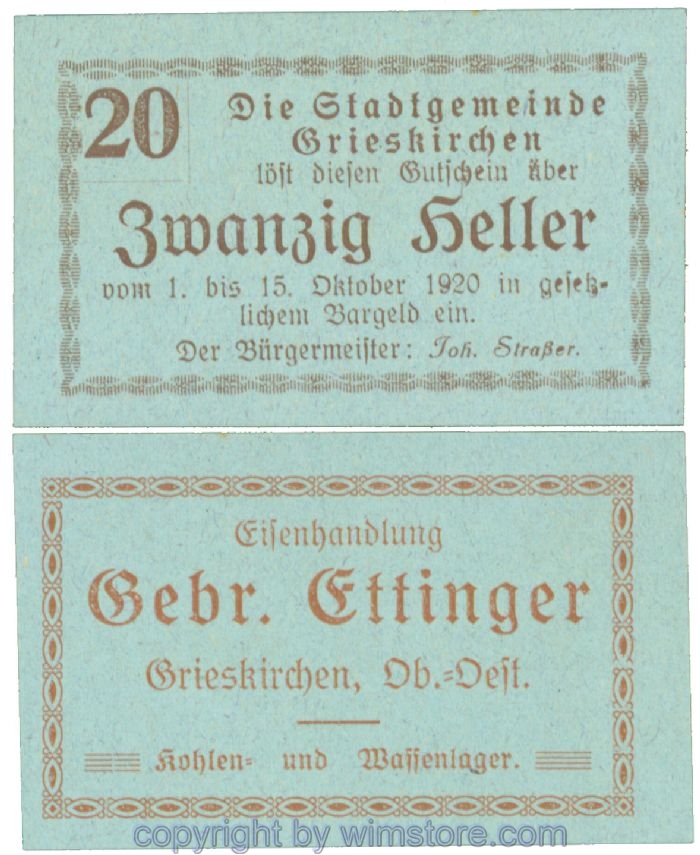 20
Die Stadtgemeinde
Grieskirchen
löst diesen Gutschein über
Zwanzig Heller
vom 1. bis 15. Oktober 1920 in gesetz-
lichem Bargeld ein.
Der Bürgermeister: Joh. Straßer.
Eisenhandlung
Gebr. Ettinger
Grieskirchen, Ob.-Oest.
Kohlen- und Waffenlager.
copyright by wimstore.com